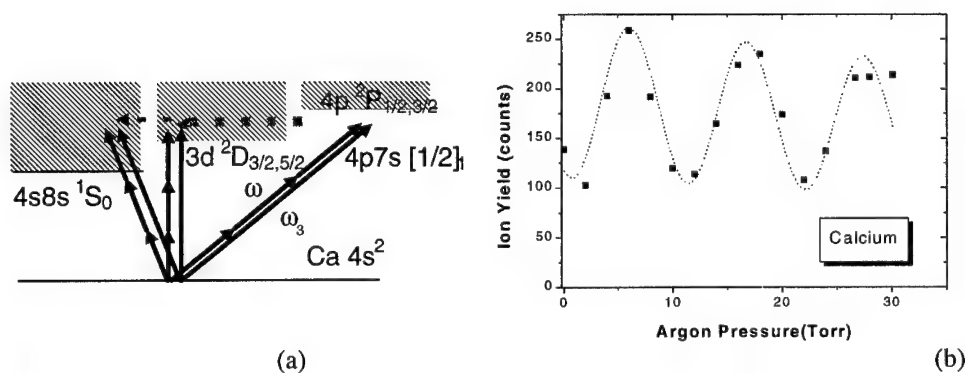 4p ²P₁/₂,₃/₂
3d ²D₃/₂,₅/₂
4p7s [1/2]₁
4s8s ¹S₀
ω
ω₃
Ca 4s²
(a)
Ion Yield (counts)
250
200
150
100
50
0
0
10
20
30
Calcium
Argon Pressure(Torr)
(b)